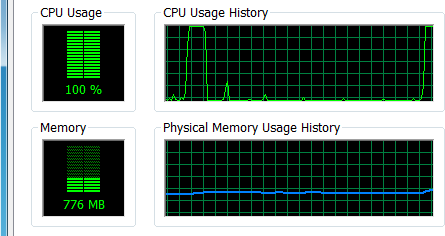 CPU Usage
CPU Usage History
100 %
Memory
Physical Memory Usage History
776 MB